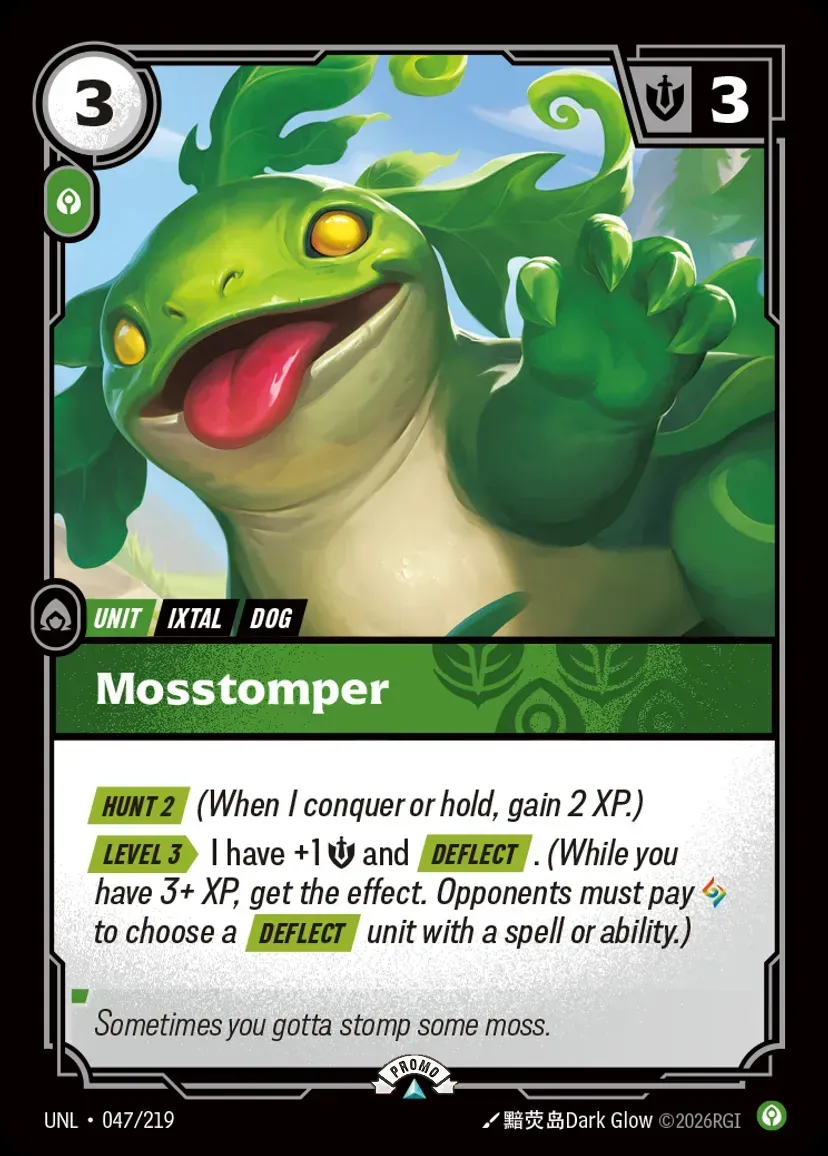 3
3
UNIT IXTAL DOG
Mosstomper
HUNT 2 (When I conquer or hold, gain 2 XP.)
LEVEL 3 I have +1 and DEFLECT . (While you
have 3+ XP, get the effect. Opponents must pay
to choose a DEFLECT unit with a spell or ability.)
Sometimes you gotta stomp some moss.
PROMO
UNL • 047/219
黯荧岛Dark Glow ©2026RGI